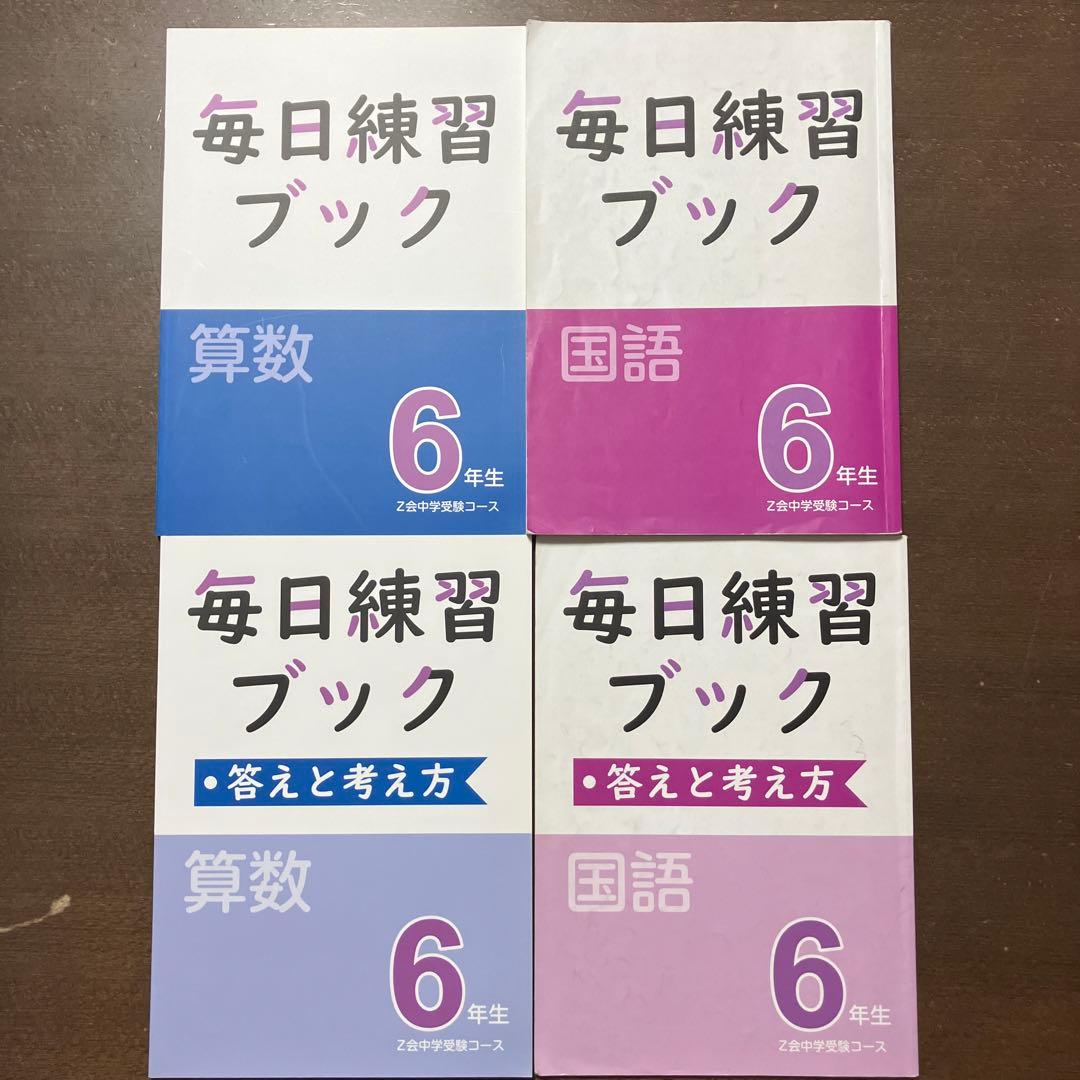 毎日練習
ブック
算数
6年生
Z会中学受験コース
毎日練習
ブック
国語
6年生
Z会中学受験コース
毎日練習
ブック
・答えと考え方
算数
6年生
Z会中学受験コース
毎日練習
ブック
・答えと考え方
国語
6年生
Z会中学受験コース